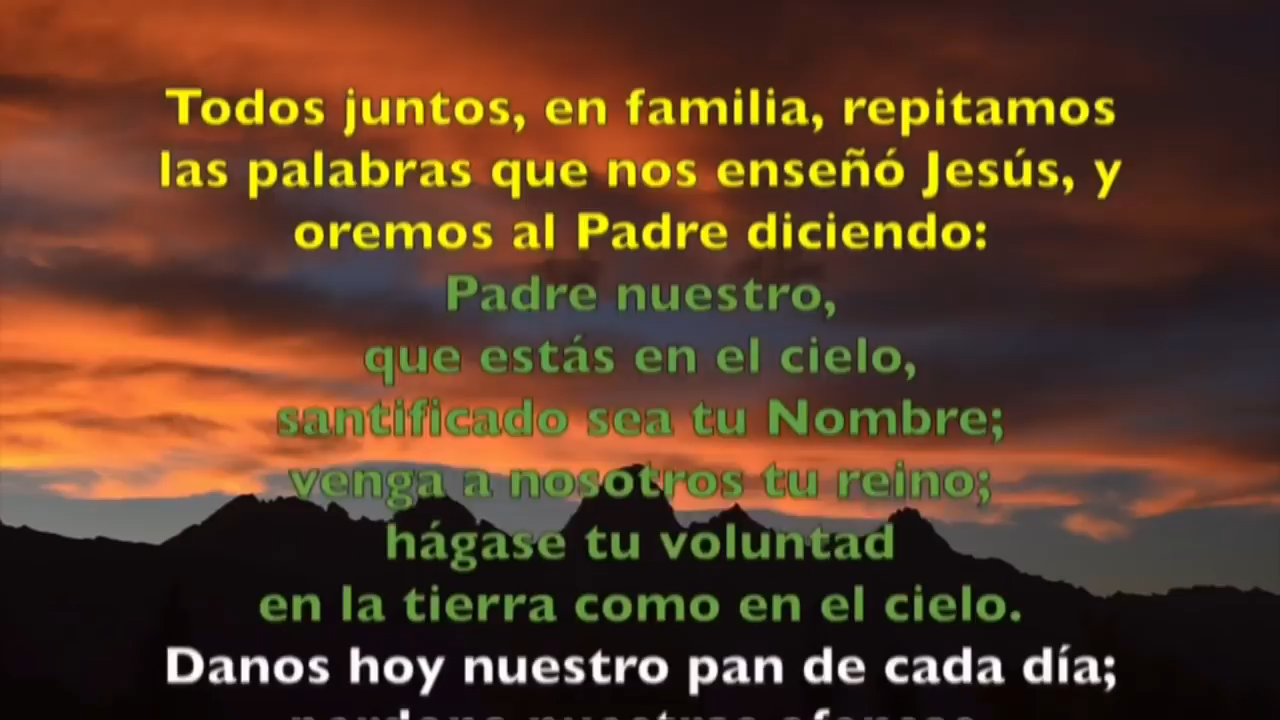 Todos juntos, en familia, repitamos
las palabras que nos enseñó Jesús, y
oremos al Padre diciendo:
Padre nuestro,
que estás en el cielo,
santificado sea tu Nombre;
venga a nosotros tu reino;
hágase tu voluntad
en la tierra como en el cielo.
Danos hoy nuestro pan de cada día;